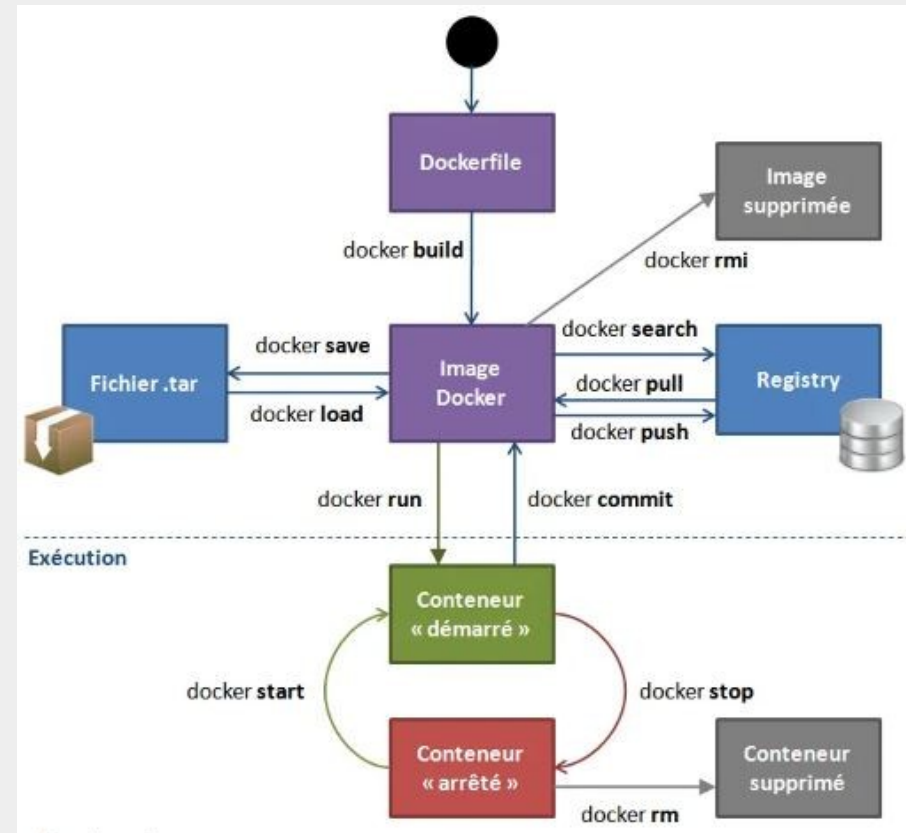 Dockerfile
Image
supprimée
docker build
docker rmi
Fichier .tar
docker save
docker load
Image
Docker
docker search
docker pull
docker push
Registry
docker run
docker commit
Exécution
Conteneur
« démarré »
docker start
docker stop
Conteneur
« arrêté »
docker rm
Conteneur
supprimé